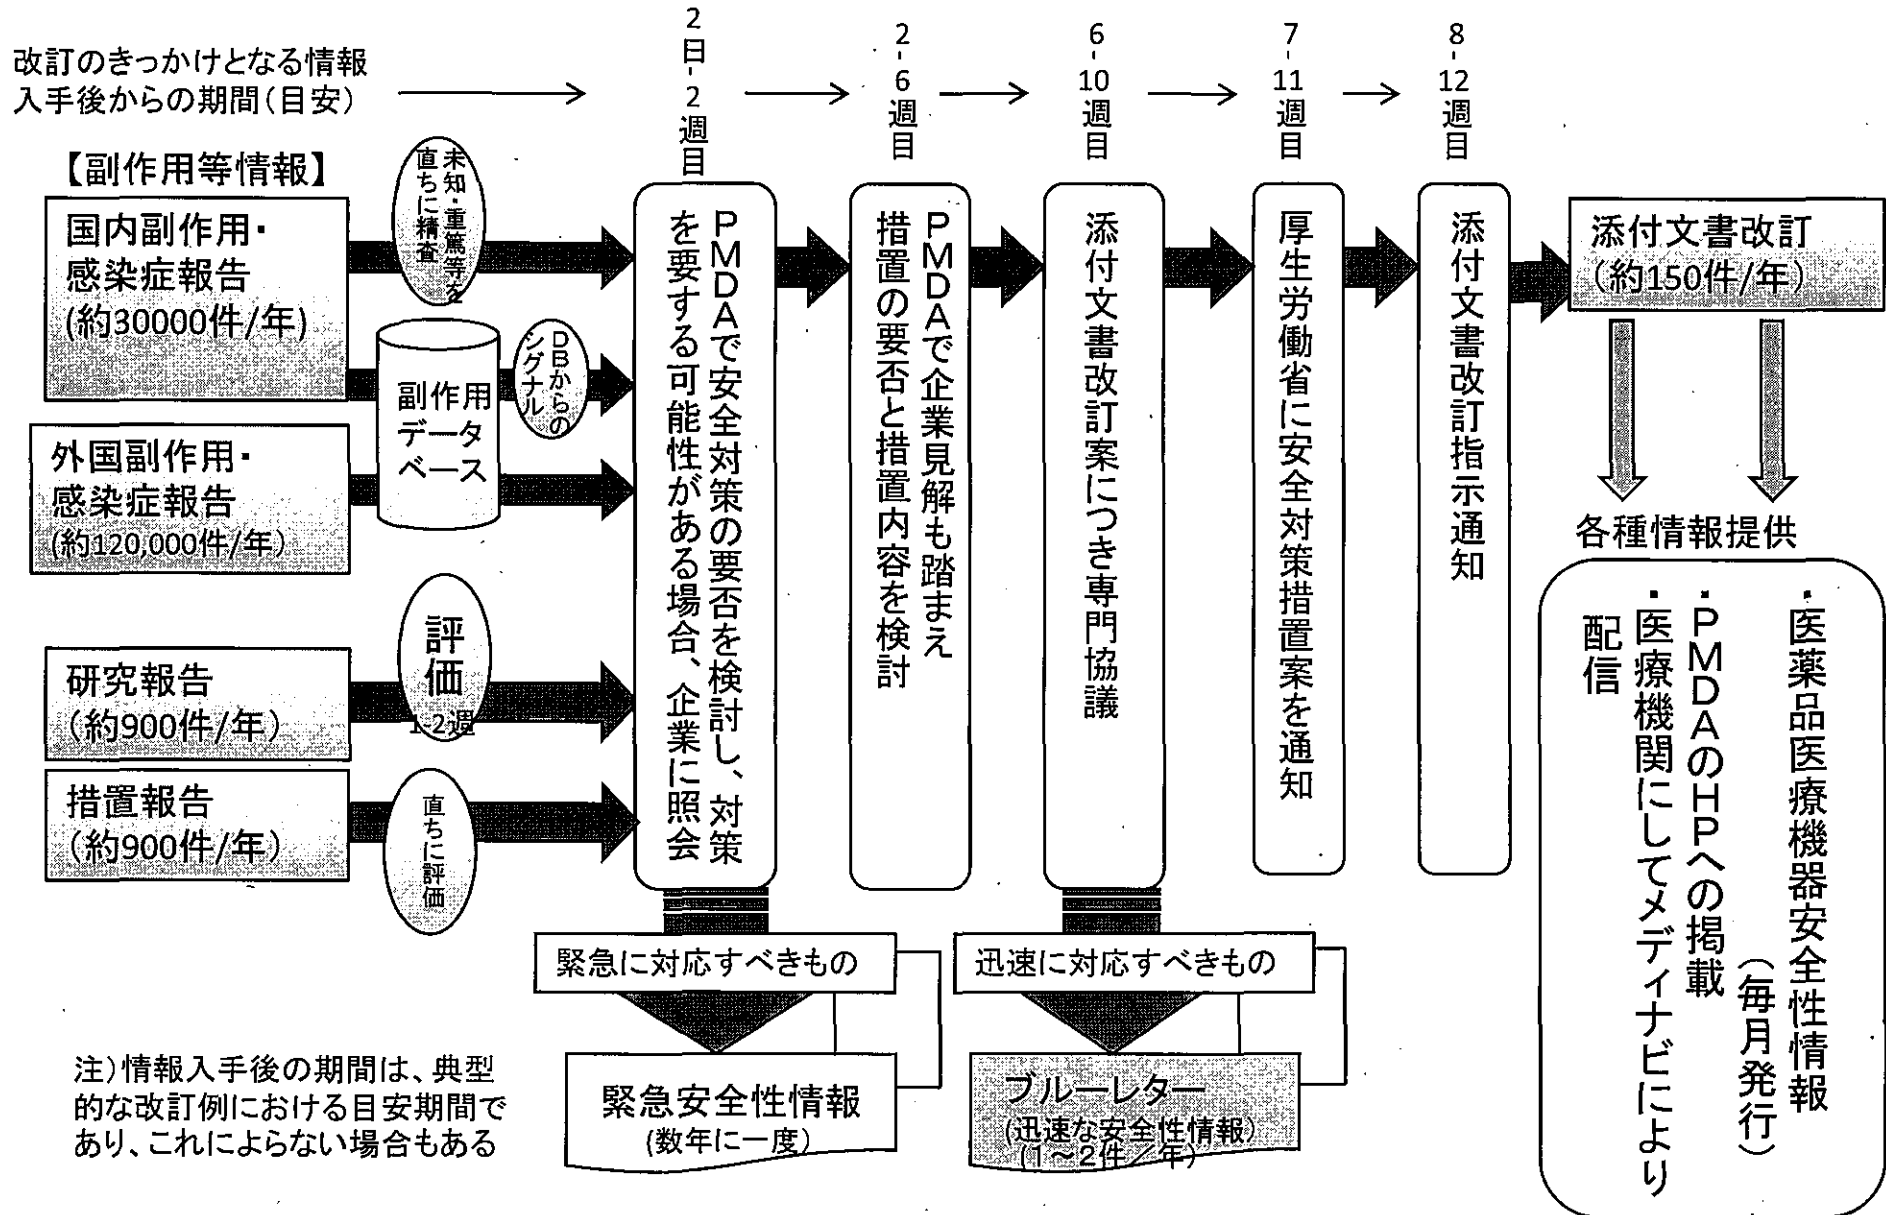 改訂のきっかけとなる情報
入手後からの期間(目安)
2日-2週目
2-6週目
6-10週目
7-11週目
8-12週目
【副作用等情報】
国内副作用・
感染症報告
(約30000件/年)
未知・重篤等を
直ちに精査
副作用
データ
ベース
DBからの
シグナル
外国副作用・
感染症報告
(約120,000件/年)
研究報告
(約900件/年)
評価
1-2週
措置報告
(約900件/年)
直ちに評価
PMDAで安全対策の要否を検討し、対策
を要する可能性がある場合、企業に照会
PMDAで企業見解も踏まえ
措置の要否と措置内容を検討
添付文書改訂案につき専門協議
厚生労働省に安全対策措置案を通知
添付文書改訂指示通知
添付文書改訂
(約150件/年)
各種情報提供
・医薬品医療機器安全性情報
(毎月発行)
・PMDAのHPへの掲載
・医療機関にしてメディナビにより
配信
緊急に対応すべきもの
緊急安全性情報
(数年に一度)
迅速に対応すべきもの
ブルーレター
(迅速な安全性情報)
(1~2件/年)
注)情報入手後の期間は、典型
的な改訂例における目安期間で
あり、これによらない場合もある